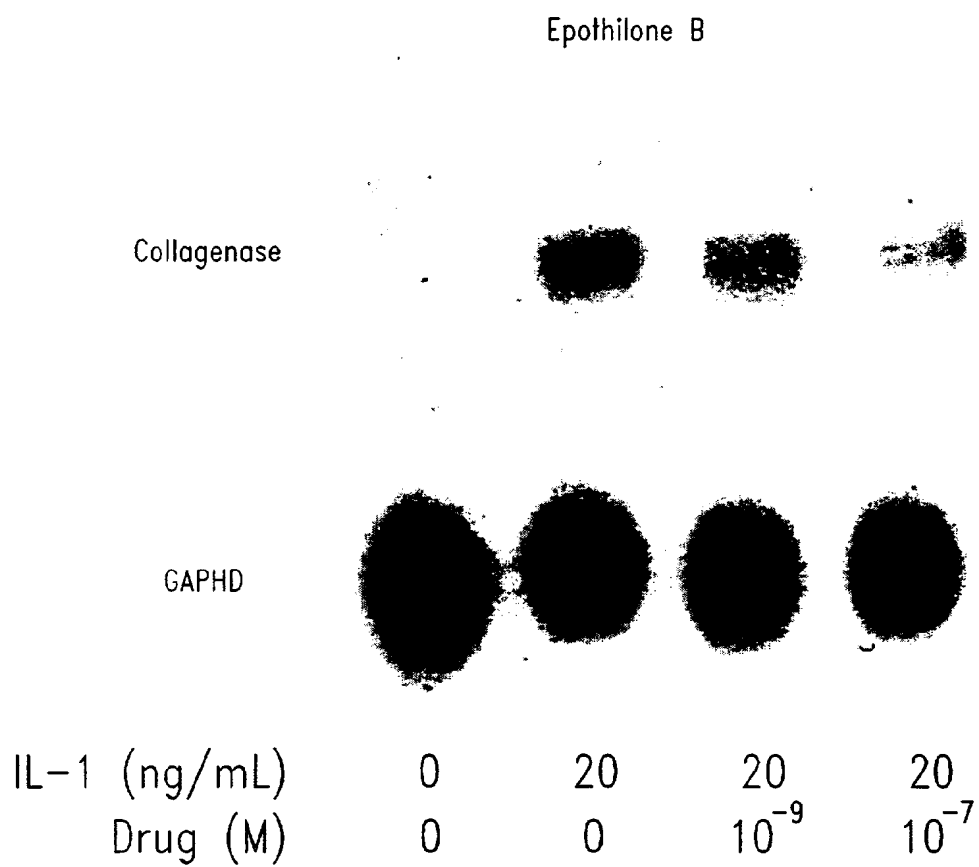 Epothilone B
Collagenase
GAPHD
IL-1 (ng/mL) 0 20 20 20
Drug (M) 0 0 10⁻⁹ 10⁻⁷